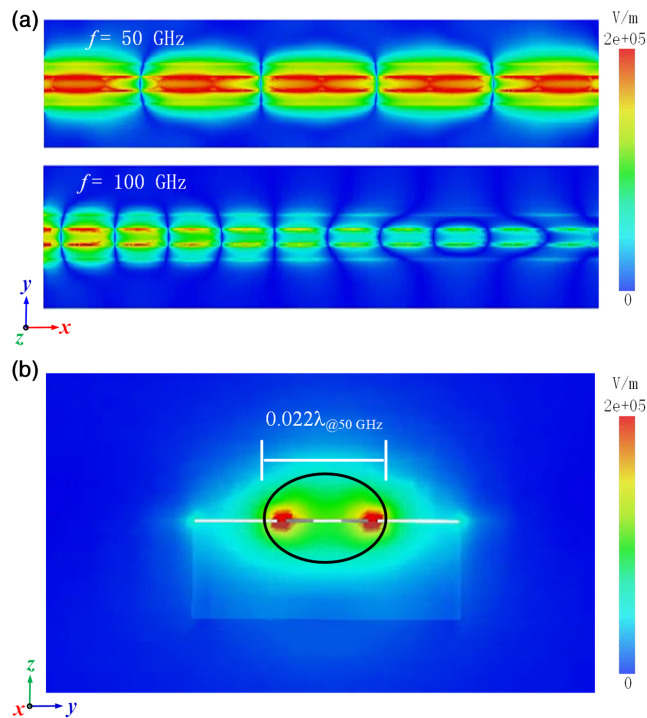 (a)
f = 50 GHz
V/m
2e+05
0
f = 100 GHz
y
z
x
(b)
V/m
2e+05
0.022λ@50 GHz
0
z
x
y